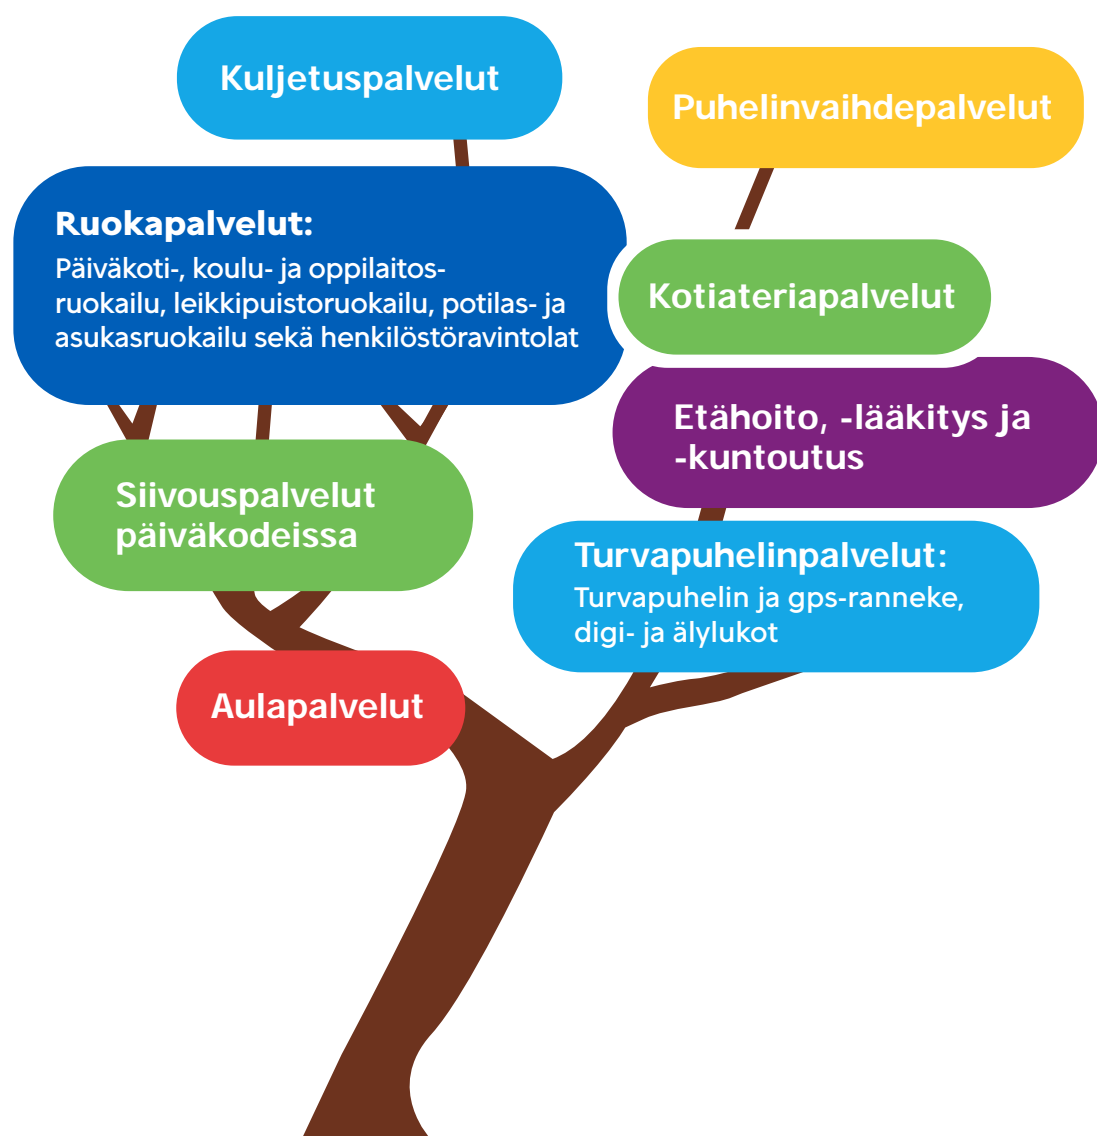 Kuljetuspalvelut
Puhelinvaihdepalvelut
Ruokapalvelut:
Päiväkoti-, koulu- ja oppilaitos-
ruokailu, leikkipuistoruokailu, potilas- ja
asukasruokailu sekä henkilöstöravintolat
Kotiateriapalvelut
Etähoito, -lääkitys ja
-kuntoutus
Siivouspalvelut
päiväkodeissa
Turvapuhelinpalvelut:
Turvapuhelin ja gps-ranneke,
digi- ja älylukot
Aulapalvelut